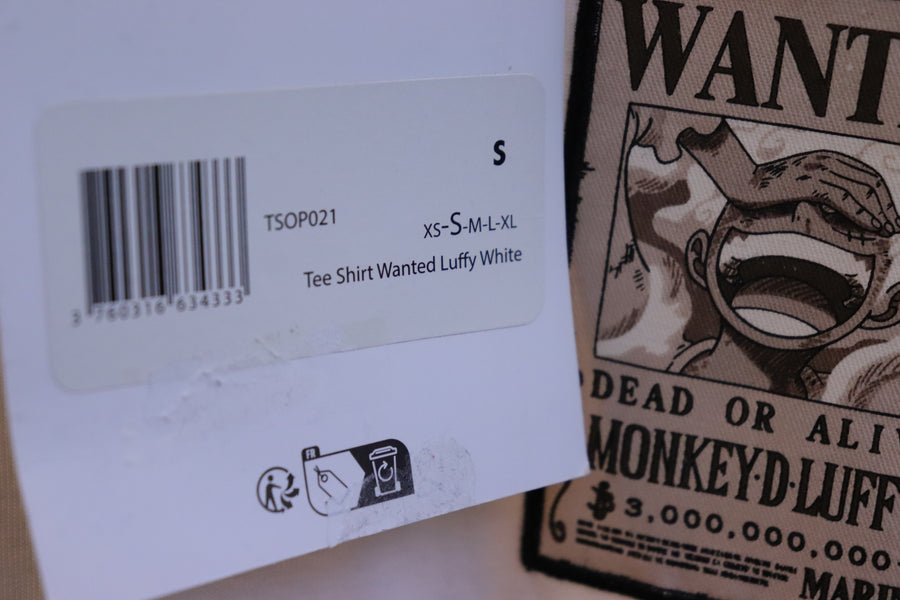 S
TSOP021
XS-S-M-L-XL
Tee Shirt Wanted Luffy White
3 760316 634333
FR
WANT
DEAD OR ALIV
MONKEY·D·LUFF
3,000,000,000-
MARI